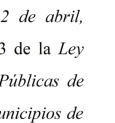 2 de abril,
3 de la Ley
Públicas de
unicipios de